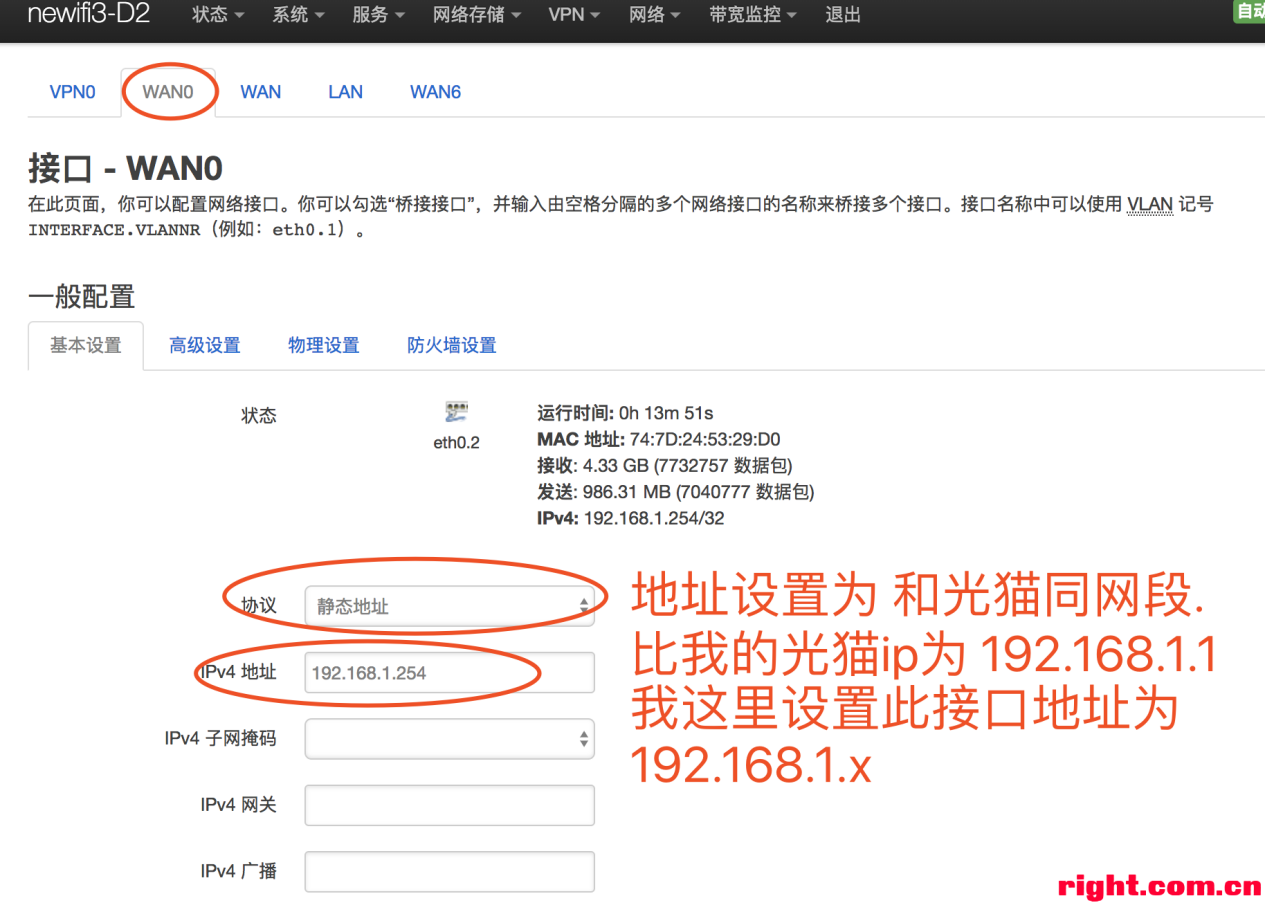 newifi3-D2 状态 系统 服务 网络存储 VPN 网络 带宽监控 退出 自动
VPN0 WAN0 WAN LAN WAN6
接口 - WAN0
在此页面，你可以配置网络接口。你可以勾选“桥接接口”，并输入由空格分隔的多个网络接口的名称来桥接多个接口。接口名称中可以使用 VLAN 记号
INTERFACE.VLANNR（例如：eth0.1）。
一般配置
基本设置 高级设置 物理设置 防火墙设置
状态
eth0.2
运行时间: 0h 13m 51s
MAC 地址: 74:7D:24:53:29:D0
接收: 4.33 GB (7732757 数据包)
发送: 986.31 MB (7040777 数据包)
IPv4: 192.168.1.254/32
协议 静态地址
IPv4 地址 192.168.1.254
IPv4 子网掩码
IPv4 网关
IPv4 广播
地址设置为 和光猫同网段.
比我的光猫ip为 192.168.1.1
我这里设置此接口地址为
192.168.1.x
right.com.cn